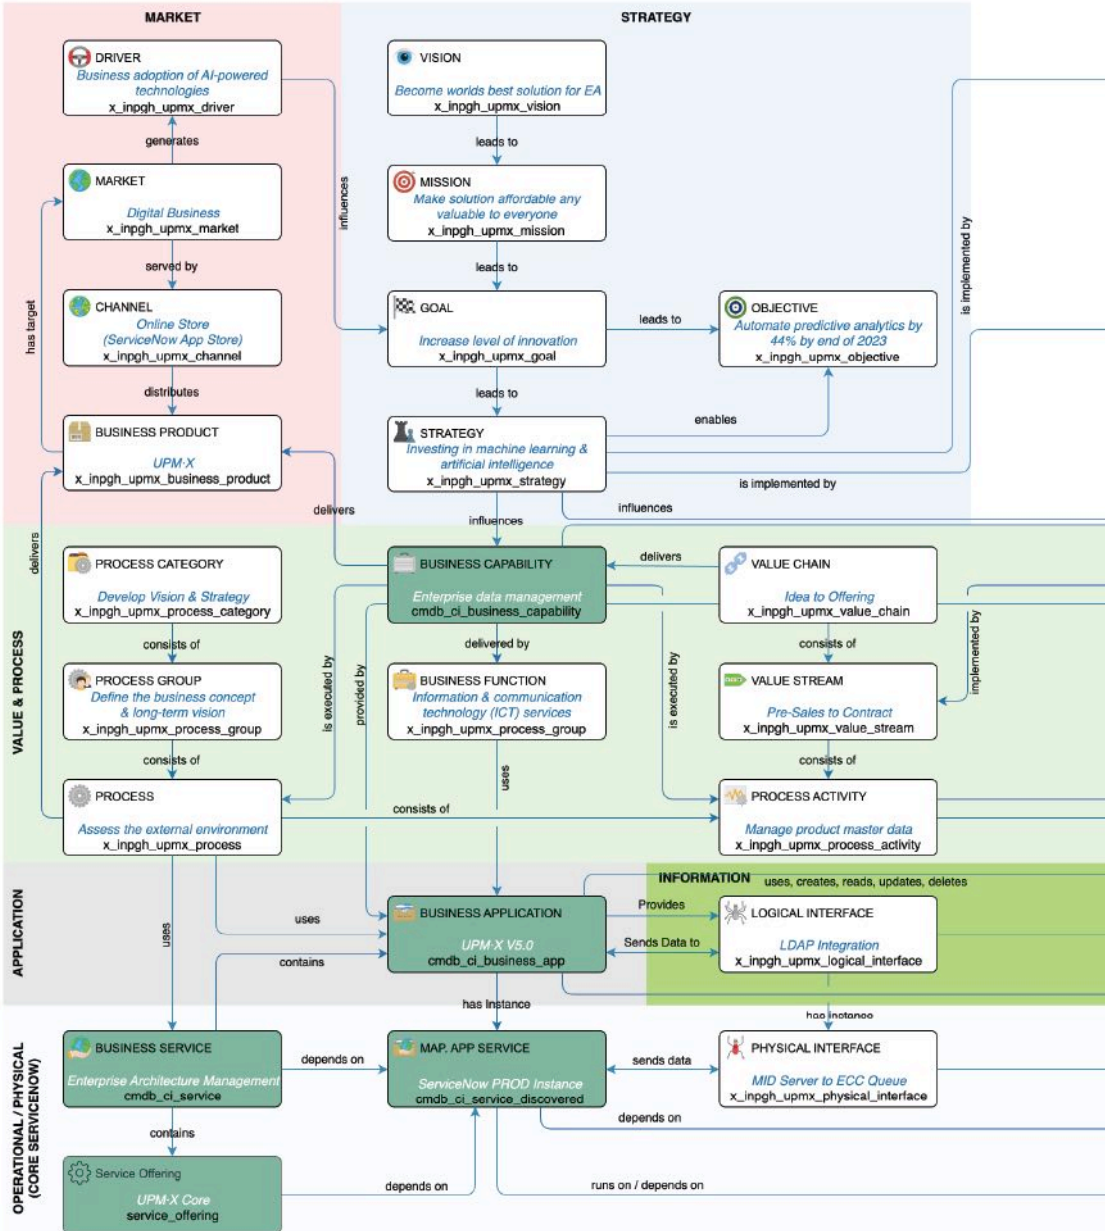 MARKET
STRATEGY
DRIVER
Business adoption of AI-powered
technologies
x_inpgh_upmx_driver
VISION
Become worlds best solution for EA
x_inpgh_upmx_vision
generates
leads to
MARKET
Digital Business
x_inpgh_upmx_market
influences
MISSION
Make solution affordable any
valuable to everyone
x_inpgh_upmx_mission
served by
leads to
is implemented by
has target
CHANNEL
Online Store
(ServiceNow App Store)
x_inpgh_upmx_channel
GOAL
Increase level of innovation
x_inpgh_upmx_goal
leads to
OBJECTIVE
Automate predictive analytics by
44% by end of 2023
x_inpgh_upmx_objective
distributes
leads to
BUSINESS PRODUCT
UPM-X
x_inpgh_upmx_business_product
STRATEGY
Investing in machine learning &
artificial intelligence
x_inpgh_upmx_strategy
enables
is implemented by
delivers
influences
influences
VALUE & PROCESS
delivers
PROCESS CATEGORY
Develop Vision & Strategy
x_inpgh_upmx_process_category
BUSINESS CAPABILITY
Enterprise data management
cmdb_ci_business_capability
delivers
VALUE CHAIN
Idea to Offering
x_inpgh_upmx_value_chain
consists of
is executed by
provided by
delivered by
is executed by
consists of
implemented by
PROCESS GROUP
Define the business concept
& long-term vision
x_inpgh_upmx_process_group
BUSINESS FUNCTION
Information & communication
technology (ICT) services
x_inpgh_upmx_process_group
VALUE STREAM
Pre-Sales to Contract
x_inpgh_upmx_value_stream
consists of
uses
consists of
PROCESS
Assess the external environment
x_inpgh_upmx_process
consists of
PROCESS ACTIVITY
Manage product master data
x_inpgh_upmx_process_activity
APPLICATION
INFORMATION
uses, creates, reads, updates, deletes
uses
uses
contains
BUSINESS APPLICATION
UPM-X V5.0
cmdb_ci_business_app
Provides
Sends Data to
LOGICAL INTERFACE
LDAP Integration
x_inpgh_upmx_logical_interface
has Instance
has instance
OPERATIONAL / PHYSICAL
(CORE SERVICENOW)
BUSINESS SERVICE
Enterprise Architecture Management
cmdb_ci_service
depends on
MAP. APP SERVICE
ServiceNow PROD Instance
cmdb_ci_service_discovered
sends data
PHYSICAL INTERFACE
MID Server to ECC Queue
x_inpgh_upmx_physical_interface
contains
depends on
Service Offering
UPM-X Core
service_offering
depends on
runs on / depends on